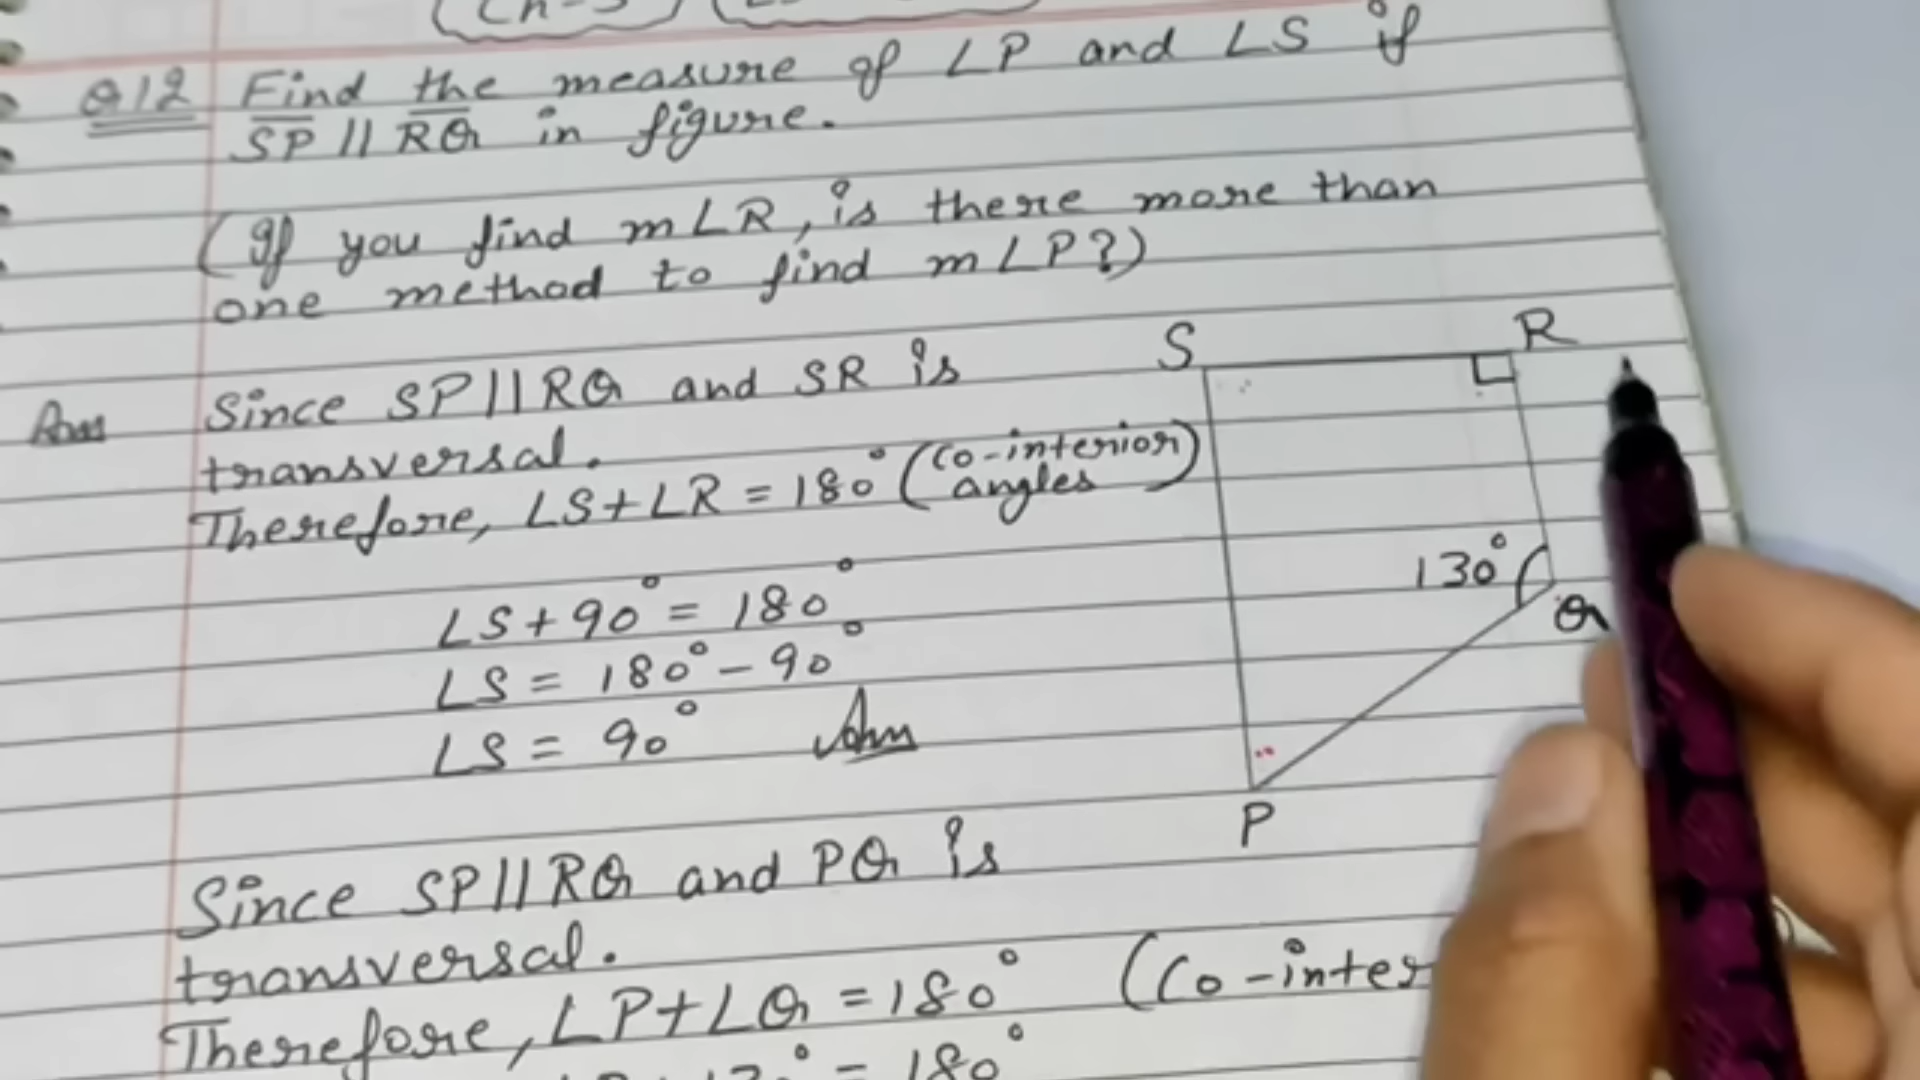 Q12 Find the measure of ∠P and ∠S if
SP || RQ in figure.
(If you find m∠R, is there more than
one method to find m∠P?)
S R
Ans Since SP||RQ and SR is
transversal.
Therefore, ∠S+∠R = 180° (Co-interior
angles)
130°
Q
∠S + 90° = 180°
∠S = 180° - 90°
∠S = 90° Ans
P
Since SP||RQ and PQ is
transversal.
Therefore, ∠P+∠Q = 180° (Co-inter
= 180°